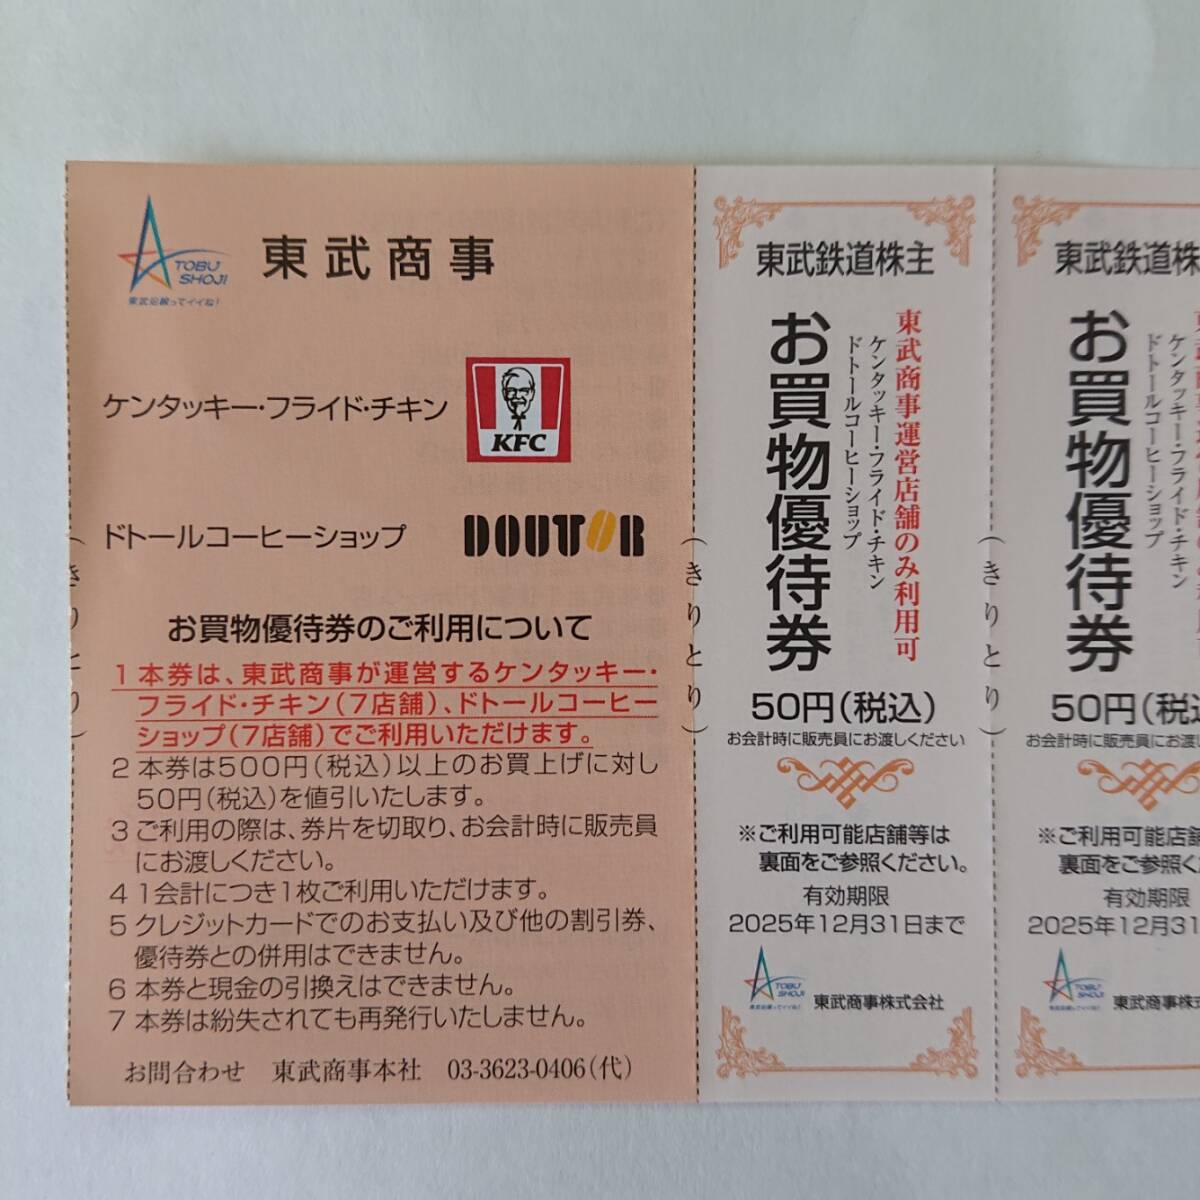 TOBU
SHOJI
東武沿線ってイイね!
東武商事
ケンタッキー・フライド・チキン
KFC
ドトールコーヒーショップ
DOUTOR
お買物優待券のご利用について
1 本券は、東武商事が運営するケンタッキー・
フライド・チキン(7店舗)、ドトールコーヒー
ショップ(7店舗)でご利用いただけます。
2 本券は500円(税込)以上のお買上げに対し
50円(税込)を値引いたします。
3 ご利用の際は、券片を切取り、お会計時に販売員
にお渡しください。
4 1会計につき1枚ご利用いただけます。
5 クレジットカードでのお支払い及び他の割引券、
優待券との併用はできません。
6 本券と現金の引換えはできません。
7 本券は紛失されても再発行いたしません。
お問合わせ 東武商事本社 03-3623-0406(代)
(きりとり)
(きりとり)
東武鉄道株主
東武商事運営店舗のみ利用可
ケンタッキー・フライド・チキン
ドトールコーヒーショップ
お買物優待券
50円(税込)
お会計時に販売員にお渡しください
※ご利用可能店舗等は
裏面をご参照ください。
有効期限
2025年12月31日まで
TOBU
SHOJI
東武沿線ってイイね!
東武商事株式会社
(きりとり)
東武鉄道株
ケンタッキー・フライド・チキン
ドトールコーヒーショップ
お買物優待券
50円(税込
お会計時に販売員にお渡し
※ご利用可能店舗
裏面をご参照くだ
有効期限
2025年12月31
TOBU
SHOJI
東武沿線ってイイね!
東武商事株式